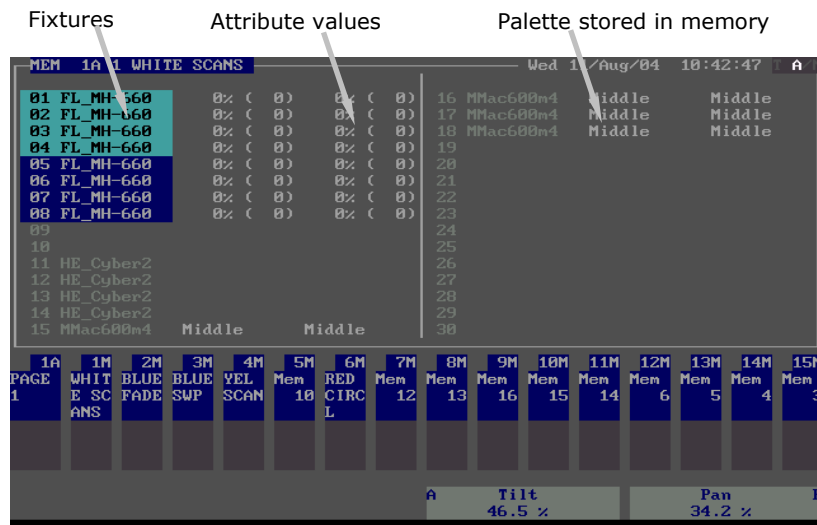 Fixtures Attribute values Palette stored in memory
MEM 1A 1 WHITE SCANS Wed /Aug/04 10:42:47 A
01 FL_MH-660 0% ( 0) 0% ( 0) 16 MMac600m4 Middle Middle
02 FL_MH-660 0% ( 0) 0% ( 0) 17 MMac600m4 Middle Middle
03 FL_MH-660 0% ( 0) 0% ( 0) 18 MMac600m4 Middle Middle
04 FL_MH-660 0% ( 0) 0% ( 0) 19
05 FL_MH-660 0% ( 0) 0% ( 0) 20
06 FL_MH-660 0% ( 0) 0% ( 0) 21
07 FL_MH-660 0% ( 0) 0% ( 0) 22
08 FL_MH-660 0% ( 0) 0% ( 0) 23
09 24
10 25
11 HE_Cyber2 26
12 HE_Cyber2 27
13 HE_Cyber2 28
14 HE_Cyber2 29
15 MMac600m4 Middle Middle 30
1A 1M 2M 3M 4M 5M 6M 7M 8M 9M 10M 11M 12M 13M 14M 15M
PAGE WHIT BLUE BLUE YEL Mem RED Mem Mem Mem Mem Mem Mem Mem Mem Mem
1 E SC FADE SWP SCAN 10 CIRC 12 13 16 15 14 6 5 4 3
ANS L
A Tilt Pan
46.5 % 34.2 %